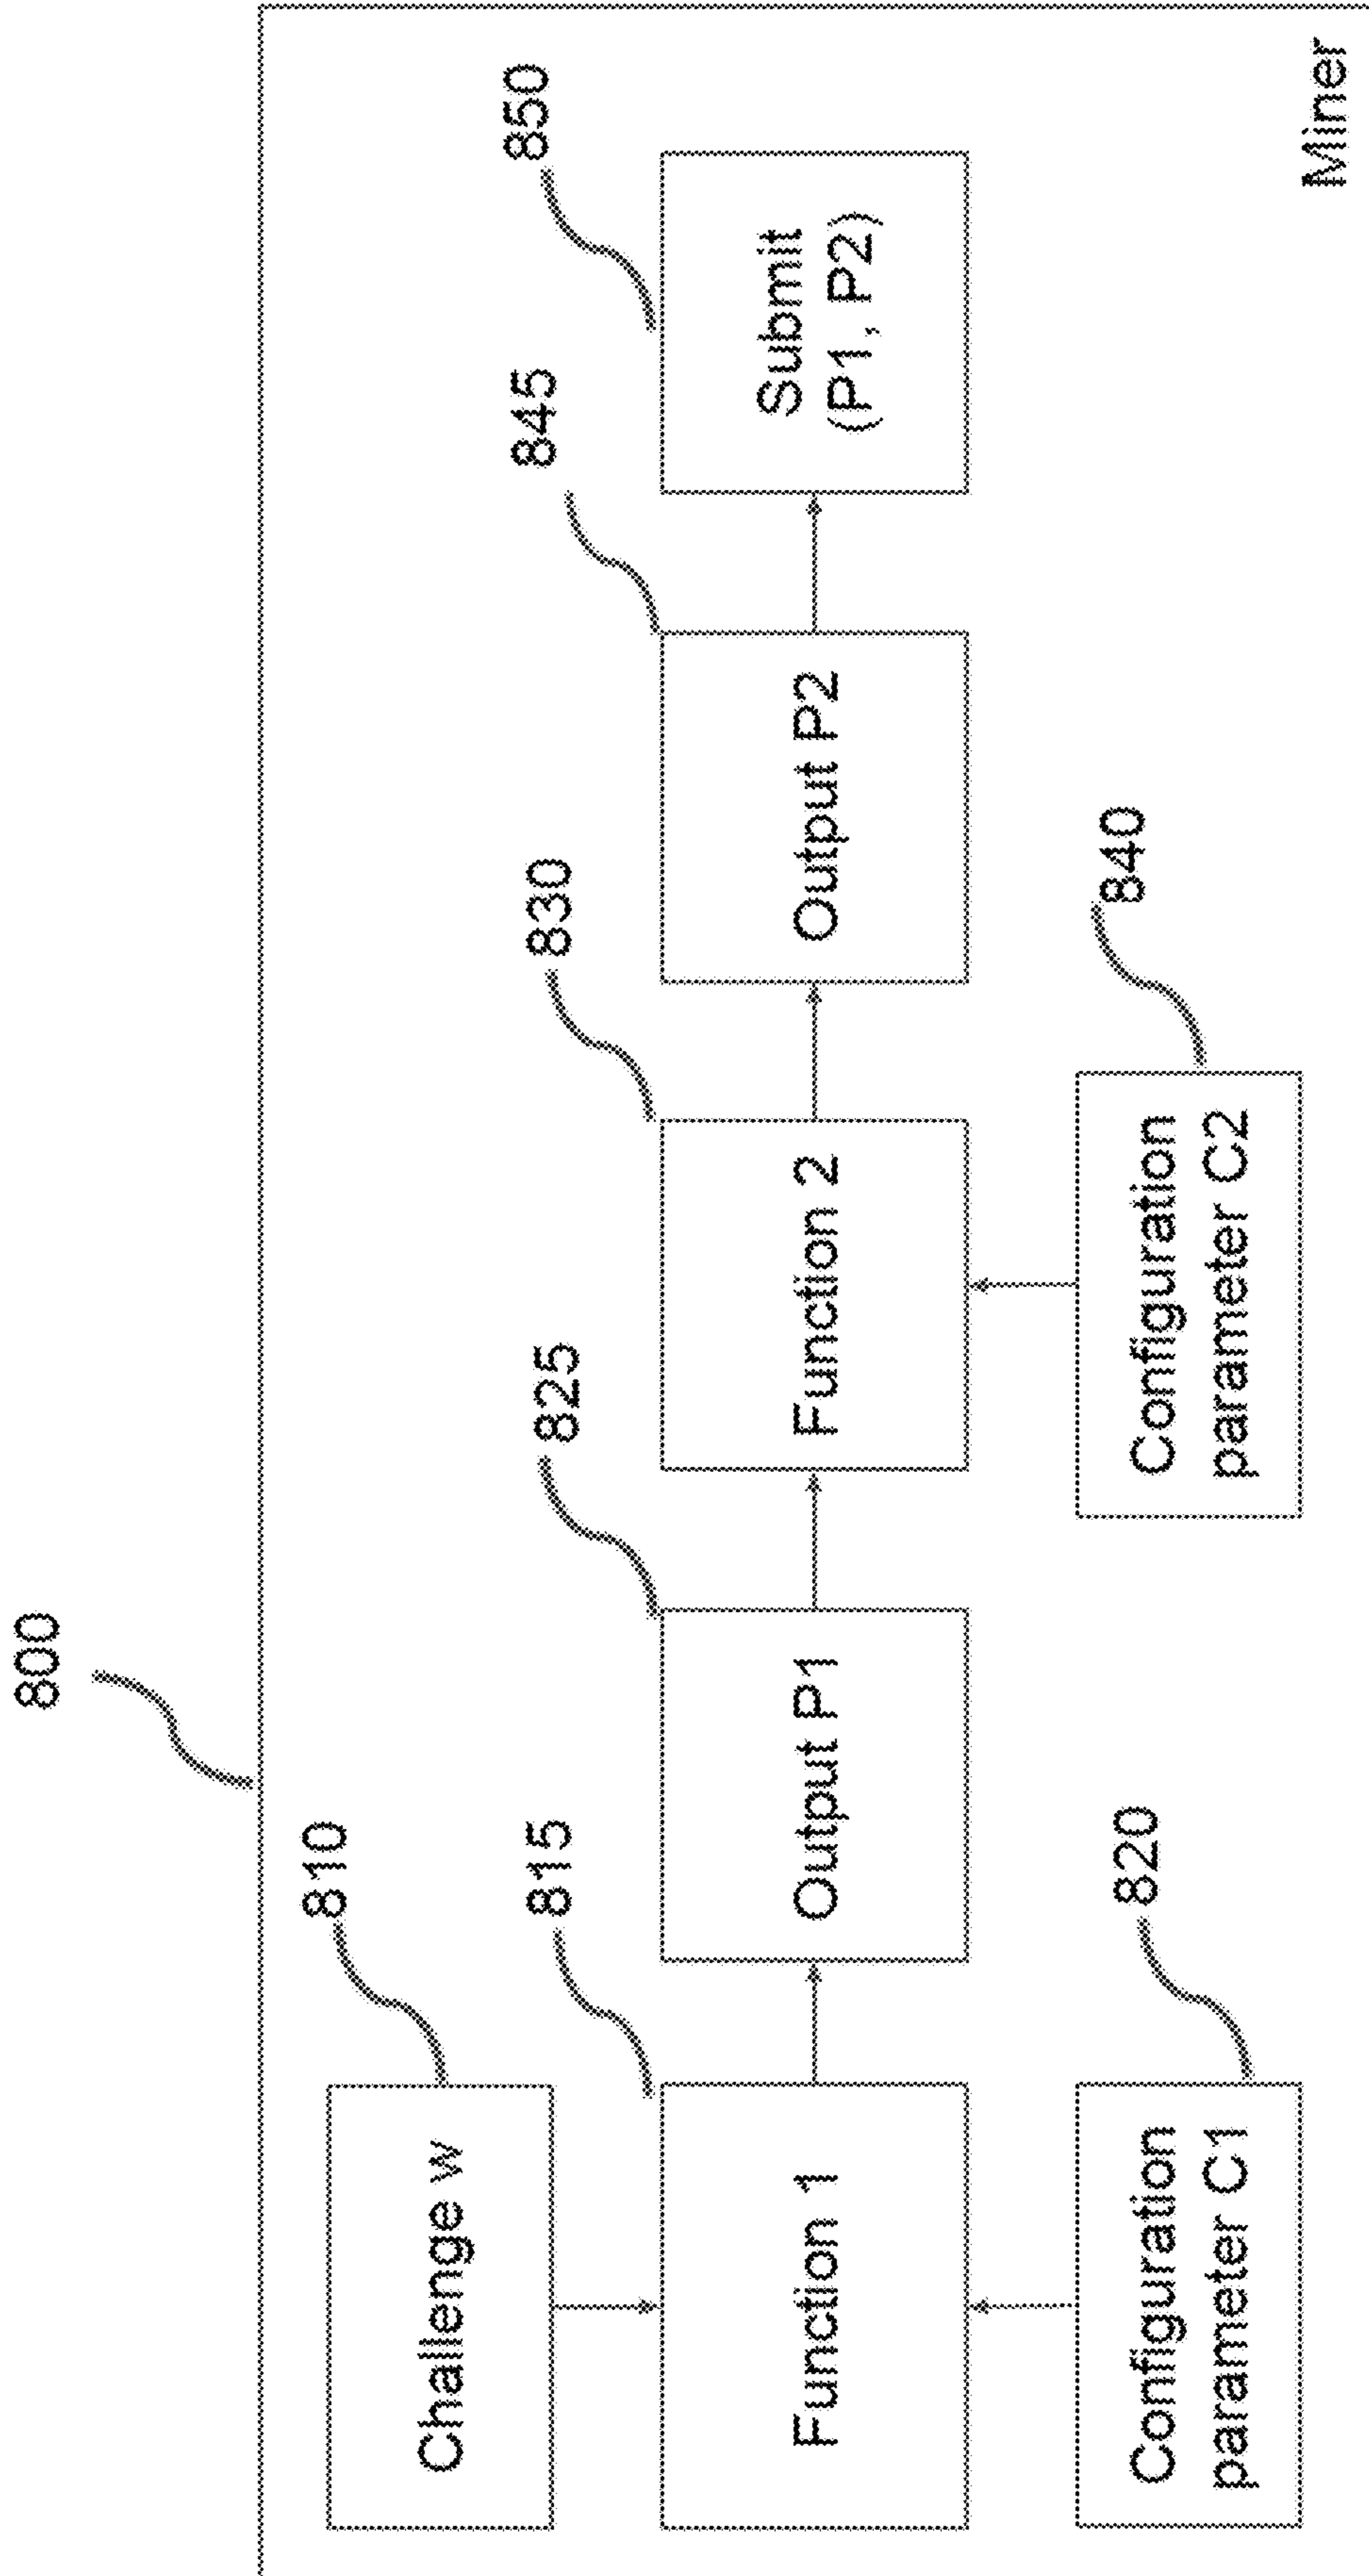 800
810
Challenge w
815
Function 1
820
Configuration
parameter C1
825
Output P1
830
Function 2
840
Configuration
parameter C2
845
Output P2
850
Submit
(P1, P2)
Miner